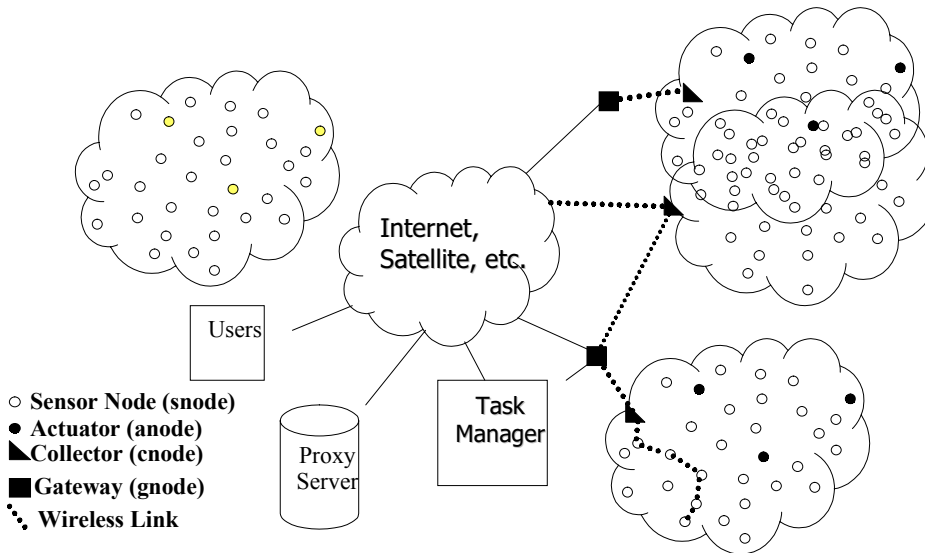 Internet,
Satellite, etc.
Users
Task
Manager
Proxy
Server
Sensor Node (snode)
Actuator (anode)
Collector (cnode)
Gateway (gnode)
Wireless Link